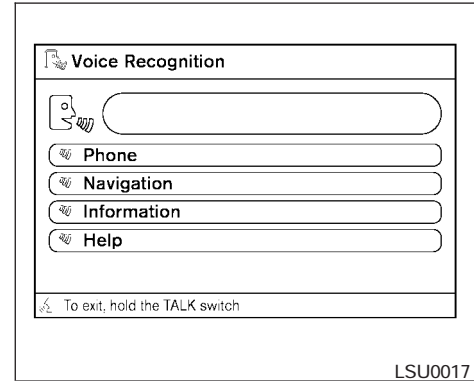 Voice Recognition
Phone
Navigation
Information
Help
To exit, hold the TALK switch
LSU0017